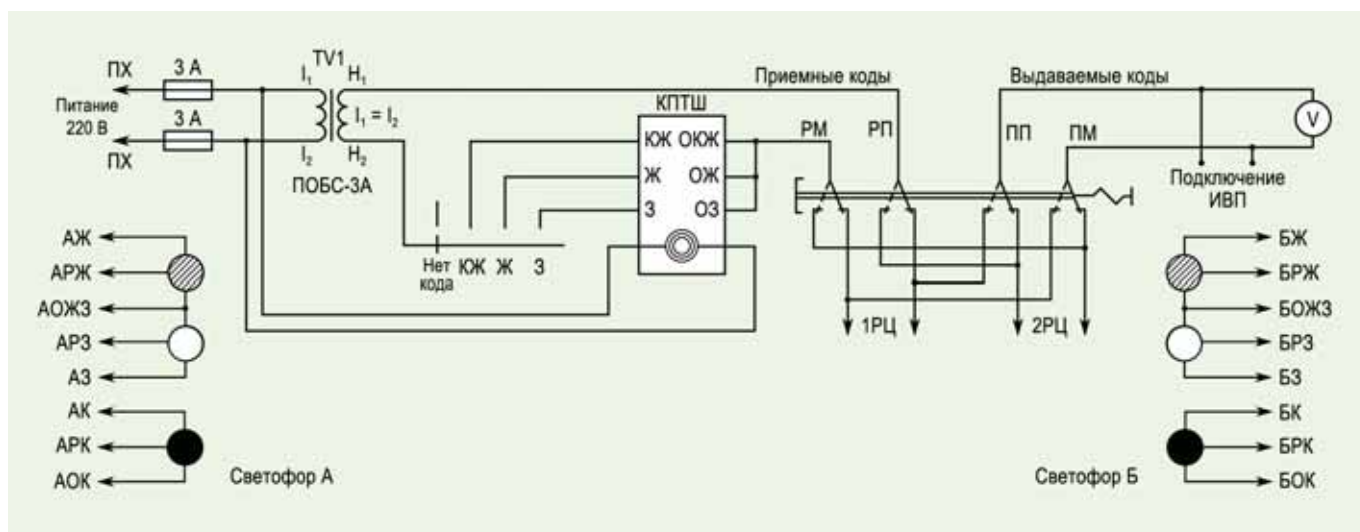 ПХ
3 А
TV1
I₁
H₁
Питание
220 В
3 А
I₁ = I₂
ПХ
I₂
H₂
ПОБС-3А
Нет
кода
КЖ
Ж
З
КПТШ
КЖ
ОКЖ
Ж
ОЖ
З
ОЗ
Приемные коды
Выдаваемые коды
РМ
РП
ПП
ПМ
V
Подключение
ИВП
1РЦ
2РЦ
АЖ
АРЖ
АОЖЗ
АРЗ
АЗ
АК
АРК
АОК
Светофор А
БЖ
БРЖ
БОЖЗ
БРЗ
БЗ
БК
БРК
БОК
Светофор Б